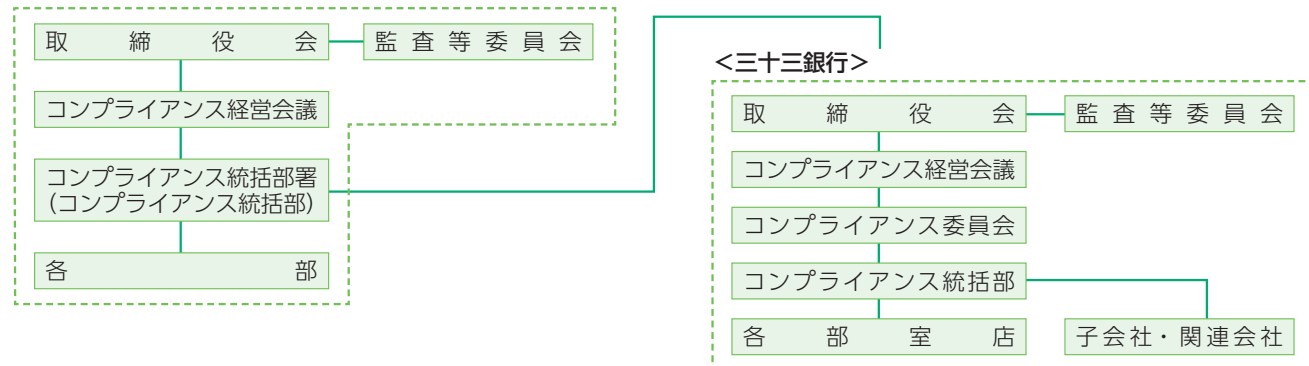 取締役会
監査等委員会
コンプライアンス経営会議
コンプライアンス統括部署
(コンプライアンス統括部)
各部
＜三十三銀行＞
取締役会
監査等委員会
コンプライアンス経営会議
コンプライアンス委員会
コンプライアンス統括部
各部室店
子会社・関連会社